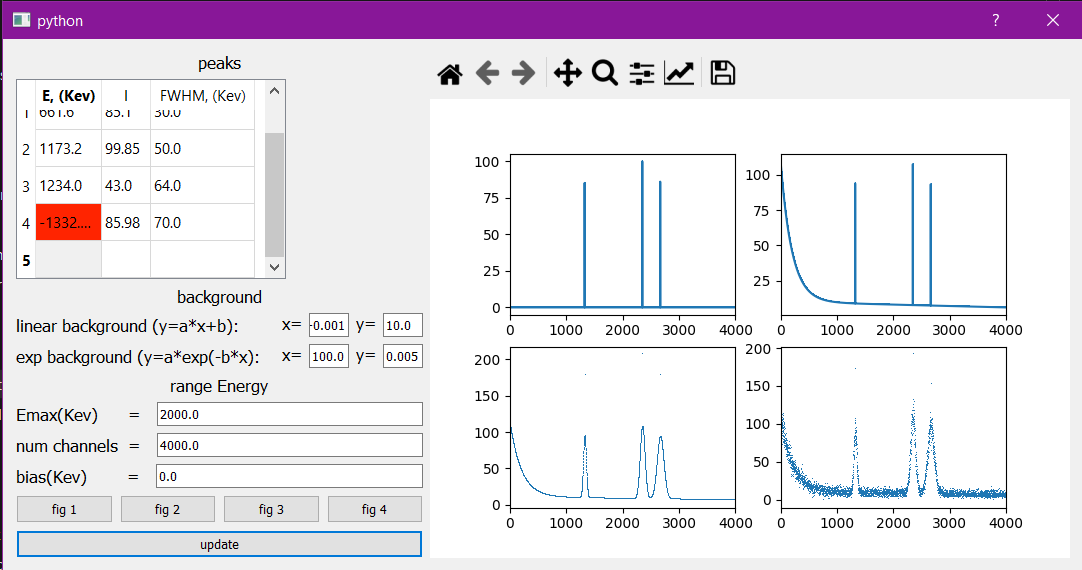 python ?
peaks
E, (Kev) I FWHM, (Kev)
1 661.6 85.1 30.0
2 1173.2 99.85 50.0
3 1234.0 43.0 64.0
4 -1332.... 85.98 70.0
5
background
linear background (y=a*x+b): x= -0.001 y= 10.0
exp background (y=a*exp(-b*x): x= 100.0 y= 0.005
range Energy
Emax(Kev) = 2000.0
num channels = 4000.0
bias(Kev) = 0.0
fig 1 fig 2 fig 3 fig 4
update
100
75
50
25
0
0 1000 2000 3000 4000
100
75
50
25
0 1000 2000 3000 4000
200
150
100
50
0
0 1000 2000 3000 4000
200
150
100
50
0
0 1000 2000 3000 4000